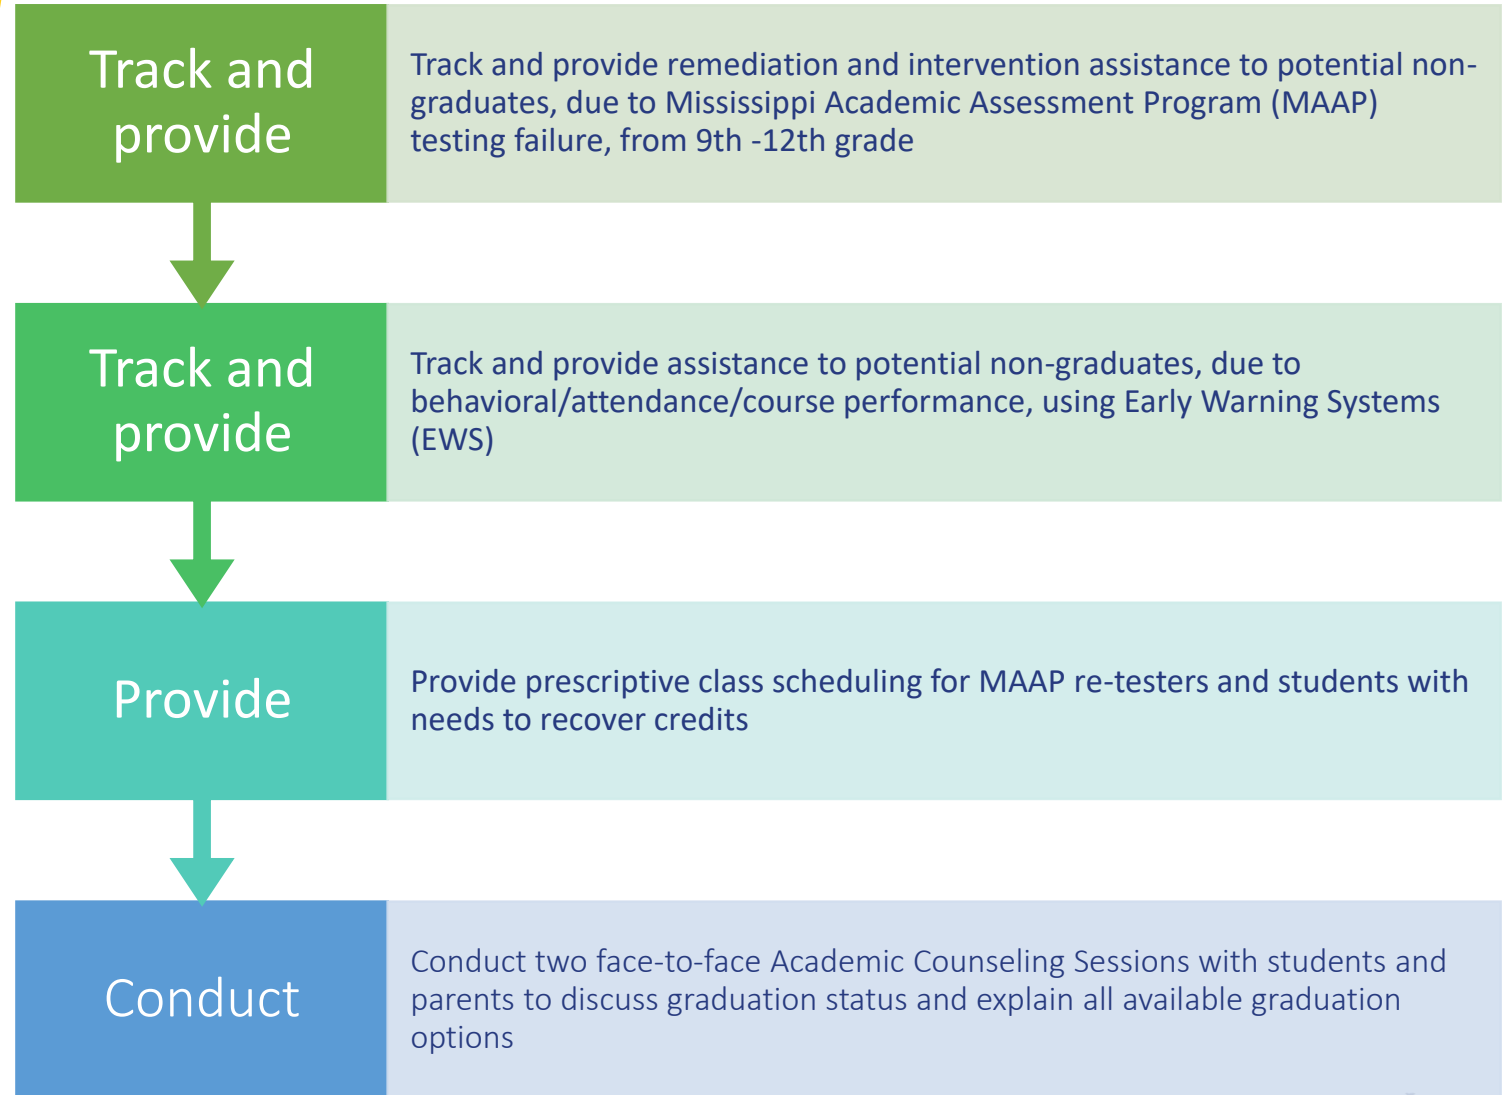 Track and
provide
Track and provide remediation and intervention assistance to potential non-
graduates, due to Mississippi Academic Assessment Program (MAAP)
testing failure, from 9th -12th grade
Track and
provide
Track and provide assistance to potential non-graduates, due to
behavioral/attendance/course performance, using Early Warning Systems
(EWS)
Provide
Provide prescriptive class scheduling for MAAP re-testers and students with
needs to recover credits
Conduct
Conduct two face-to-face Academic Counseling Sessions with students and
parents to discuss graduation status and explain all available graduation
options